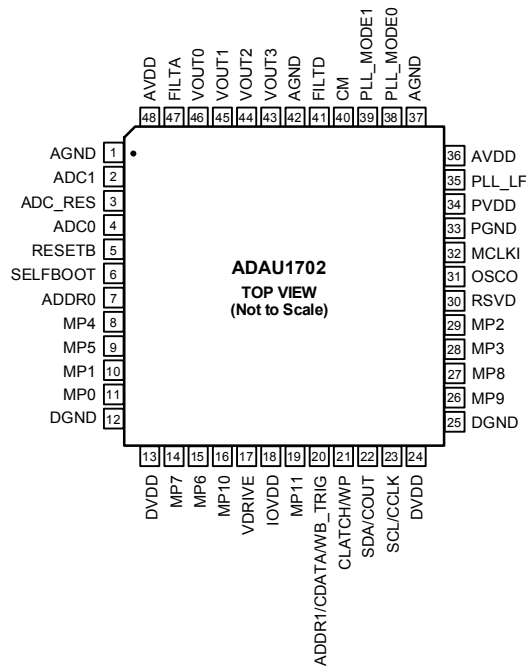 48 AVDD
47 FILTA
46 VOUT0
45 VOUT1
44 VOUT2
43 VOUT3
42 AGND
41 FILTD
40 CM
39 PLL_MODE1
38 PLL_MODE0
37 AGND
AGND 1
ADC1 2
ADC_RES 3
ADC0 4
RESETB 5
SELFBOOT 6
ADDR0 7
MP4 8
MP5 9
MP1 10
MP0 11
DGND 12
ADAU1702
TOP VIEW
(Not to Scale)
36 AVDD
35 PLL_LF
34 PVDD
33 PGND
32 MCLKI
31 OSCO
30 RSVD
29 MP2
28 MP3
27 MP8
26 MP9
25 DGND
13 DVDD
14 MP7
15 MP6
16 MP10
17 VDRIVE
18 IOVDD
19 MP11
20 ADDR1/CDATA/WB_TRIG
21 CLATCH/WP
22 SDA/COUT
23 SCL/CCLK
24 DVDD